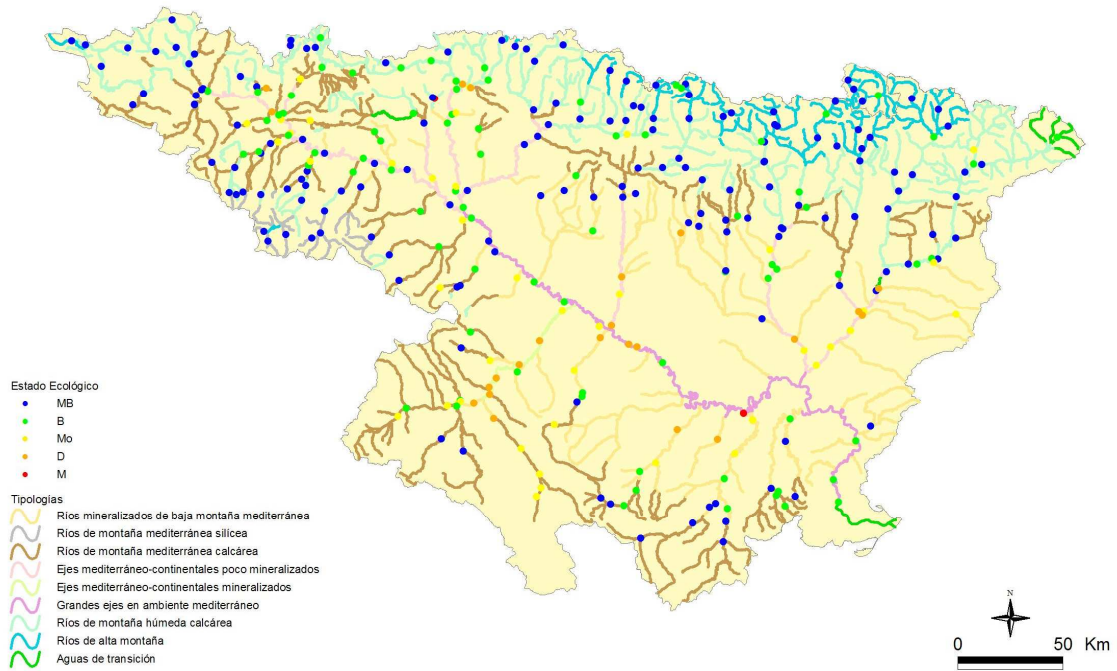 Estado Ecológico
MB
B
Mo
D
M
Tipologías
Ríos mineralizados de baja montaña mediterránea
Ríos de montaña mediterránea silícea
Ríos de montaña mediterránea calcárea
Ejes mediterráneo-continentales poco mineralizados
Ejes mediterráneo-continentales mineralizados
Grandes ejes en ambiente mediterráneo
Ríos de montaña húmeda calcárea
Ríos de alta montaña
Aguas de transición
N
0 50 Km